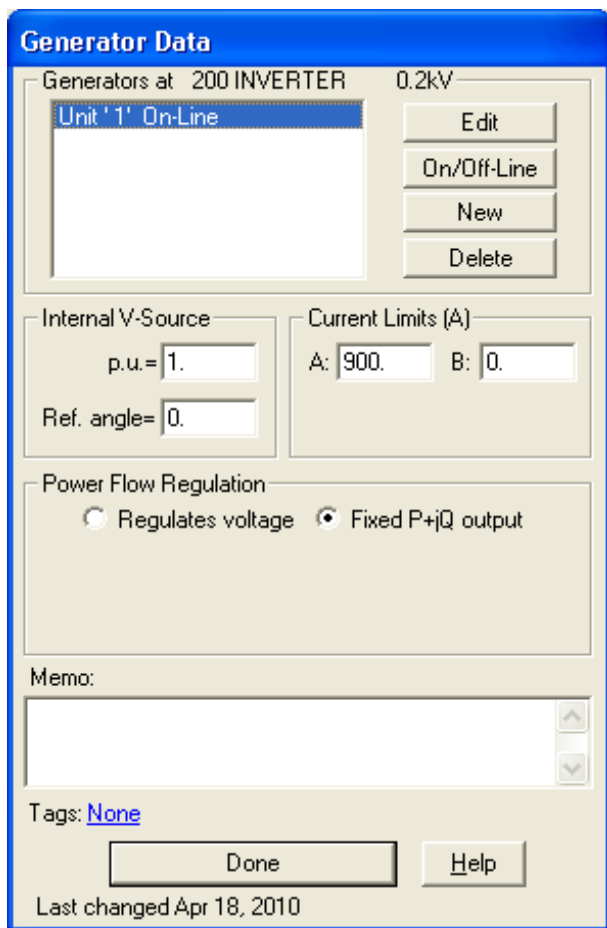 Generator Data
Generators at 200 INVERTER 0.2kV
Unit '1' On-Line
Edit
On/Off-Line
New
Delete
Internal V-Source
p.u.= 1.
Ref. angle= 0.
Current Limits (A)
A: 900. B: 0.
Power Flow Regulation
Regulates voltage Fixed P+jQ output
Memo:
Tags: None
Done Help
Last changed Apr 18, 2010